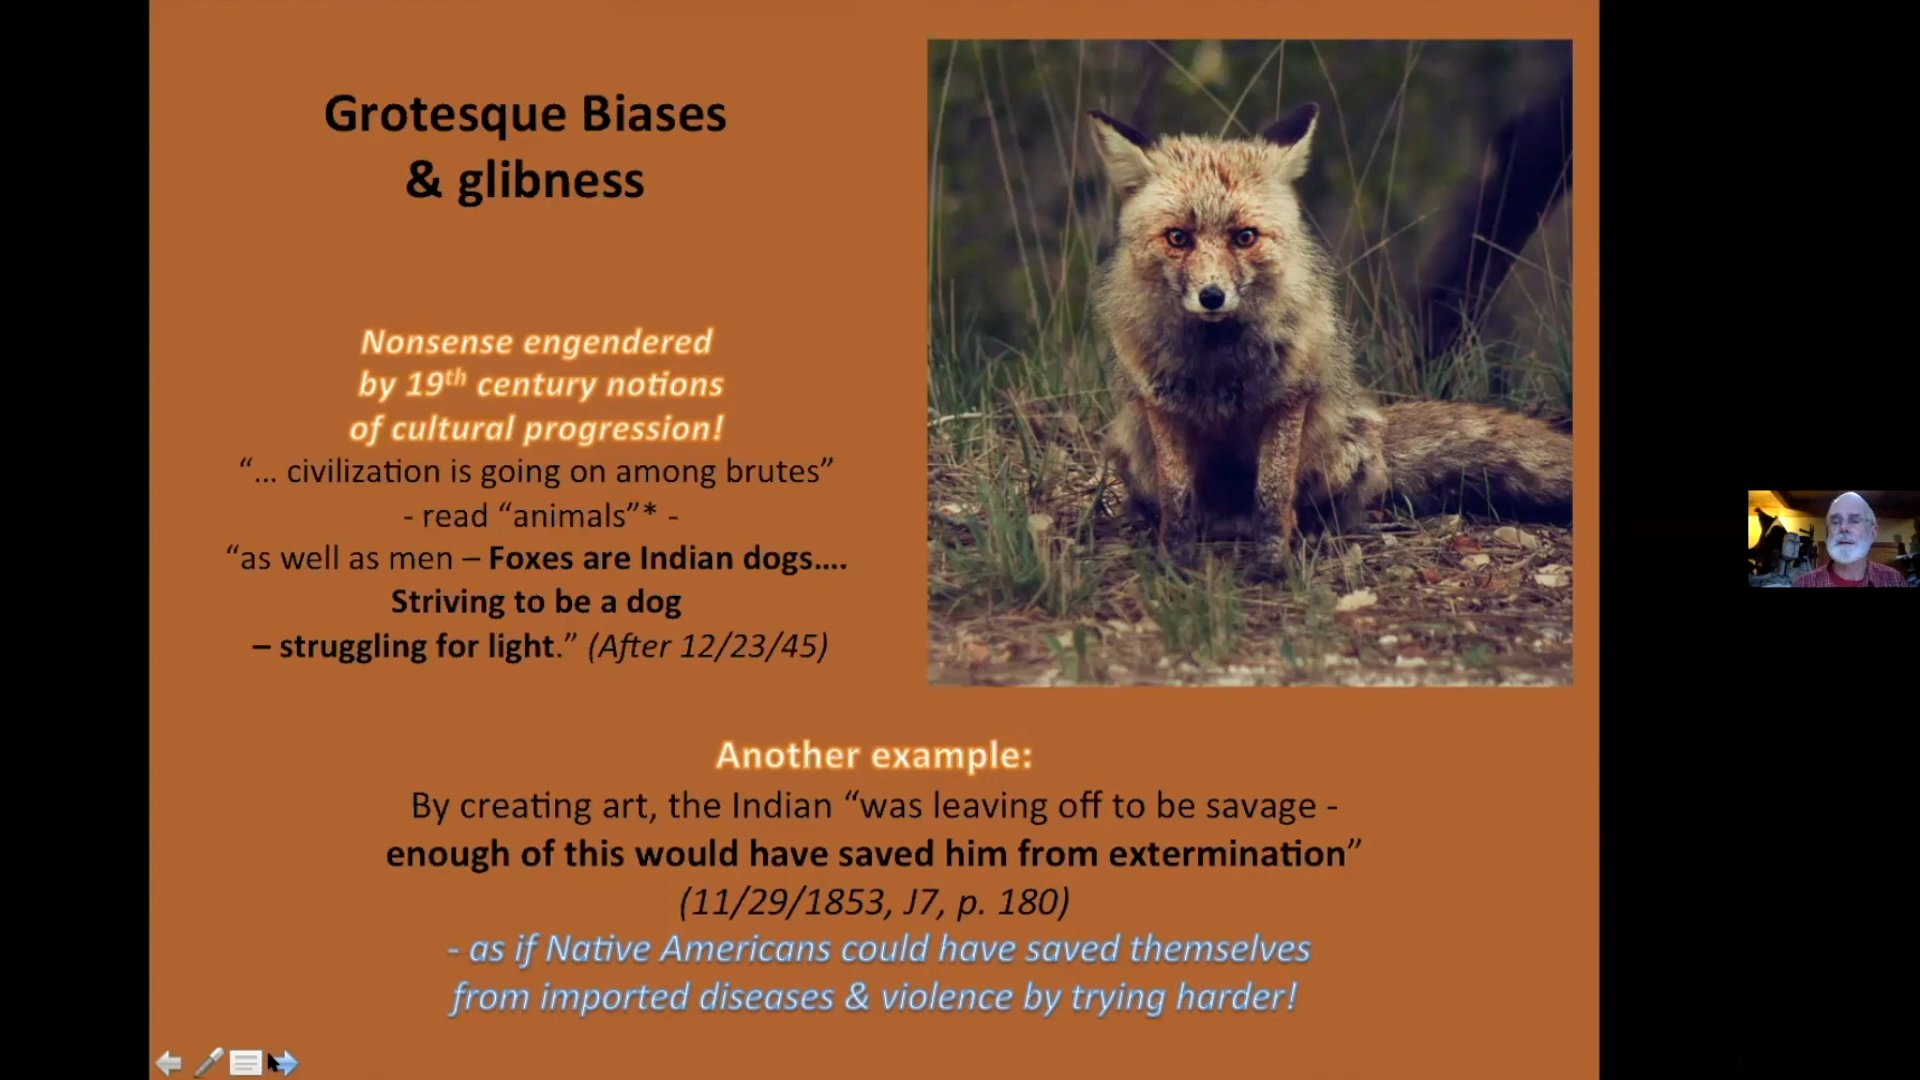 Grotesque Biases
& glibness
Nonsense engendered
by 19th century notions
of cultural progression!
“... civilization is going on among brutes”
- read “animals”* -
“as well as men – Foxes are Indian dogs....
Striving to be a dog
– struggling for light.” (After 12/23/45)
Another example:
By creating art, the Indian “was leaving off to be savage -
enough of this would have saved him from extermination”
(11/29/1853, J7, p. 180)
- as if Native Americans could have saved themselves
from imported diseases & violence by trying harder!